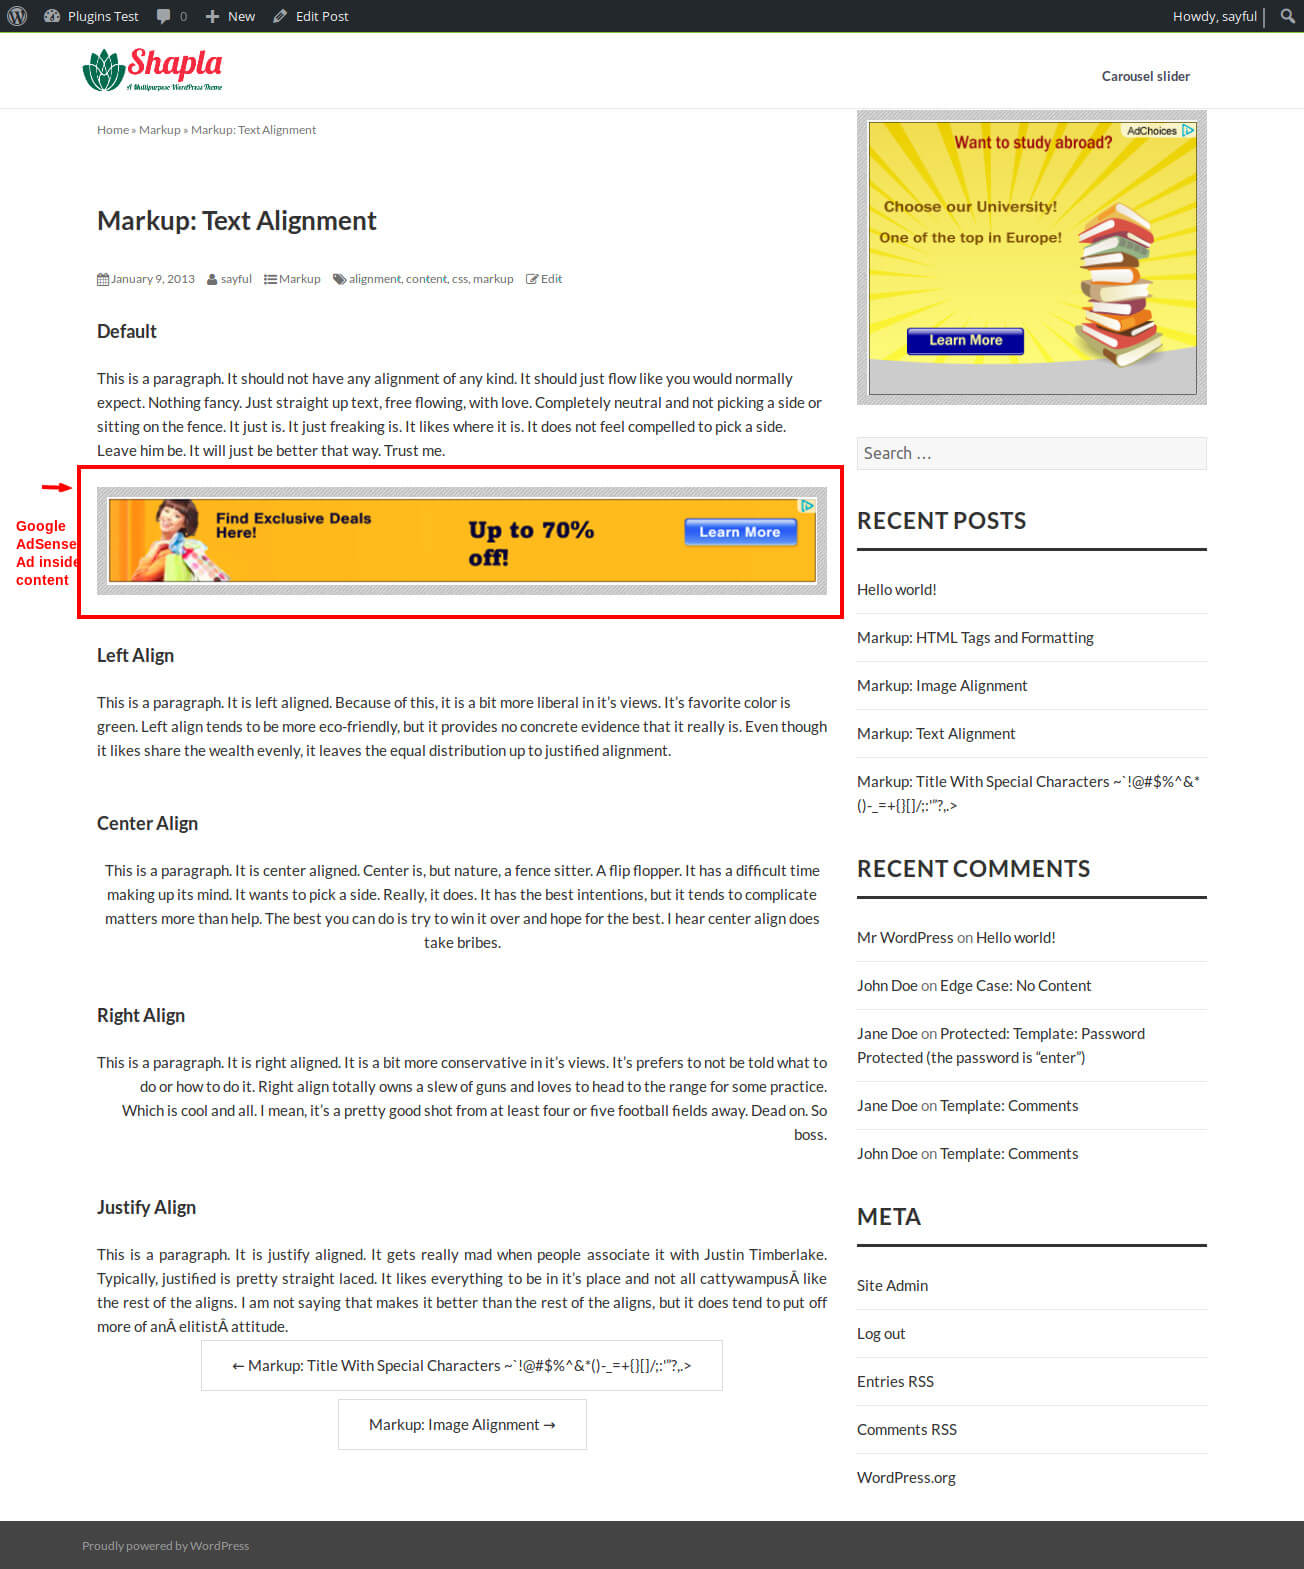 Plugins Test 0 New Edit Post Howdy, sayful
Shapla
A Multipurpose WordPress Theme
Carousel slider
Home » Markup » Markup: Text Alignment
Markup: Text Alignment
January 9, 2013 sayful Markup alignment, content, css, markup Edit
Default
This is a paragraph. It should not have any alignment of any kind. It should just flow like you would normally
expect. Nothing fancy. Just straight up text, free flowing, with love. Completely neutral and not picking a side or
sitting on the fence. It just is. It just freaking is. It likes where it is. It does not feel compelled to pick a side.
Leave him be. It will just be better that way. Trust me.
Google
AdSense
Ad inside
content
Find Exclusive Deals
Here!
Up to 70%
off!
Learn More
Left Align
This is a paragraph. It is left aligned. Because of this, it is a bit more liberal in it’s views. It’s favorite color is
green. Left align tends to be more eco-friendly, but it provides no concrete evidence that it really is. Even though
it likes share the wealth evenly, it leaves the equal distribution up to justified alignment.
Center Align
This is a paragraph. It is center aligned. Center is, but nature, a fence sitter. A flip flopper. It has a difficult time
making up its mind. It wants to pick a side. Really, it does. It has the best intentions, but it tends to complicate
matters more than help. The best you can do is try to win it over and hope for the best. I hear center align does
take bribes.
Right Align
This is a paragraph. It is right aligned. It is a bit more conservative in it’s views. It’s prefers to not be told what to
do or how to do it. Right align totally owns a slew of guns and loves to head to the range for some practice.
Which is cool and all. I mean, it’s a pretty good shot from at least four or five football fields away. Dead on. So
boss.
Justify Align
This is a paragraph. It is justify aligned. It gets really mad when people associate it with Justin Timberlake.
Typically, justified is pretty straight laced. It likes everything to be in it’s place and not all cattywampusÂ like
the rest of the aligns. I am not saying that makes it better than the rest of the aligns, but it does tend to put off
more of anÂ elitistÂ attitude.
← Markup: Title With Special Characters ~`!@#$%^&*()-_=+{}[]/;:'"?,.>
Markup: Image Alignment →
AdChoices
Want to study abroad?
Choose our University!
One of the top in Europe!
Learn More
Search …
RECENT POSTS
Hello world!
Markup: HTML Tags and Formatting
Markup: Image Alignment
Markup: Text Alignment
Markup: Title With Special Characters ~`!@#$%^&*
()-_=+{}[]/;:'"?,.>
RECENT COMMENTS
Mr WordPress on Hello world!
John Doe on Edge Case: No Content
Jane Doe on Protected: Template: Password
Protected (the password is “enter”)
Jane Doe on Template: Comments
John Doe on Template: Comments
META
Site Admin
Log out
Entries RSS
Comments RSS
WordPress.org
Proudly powered by WordPress